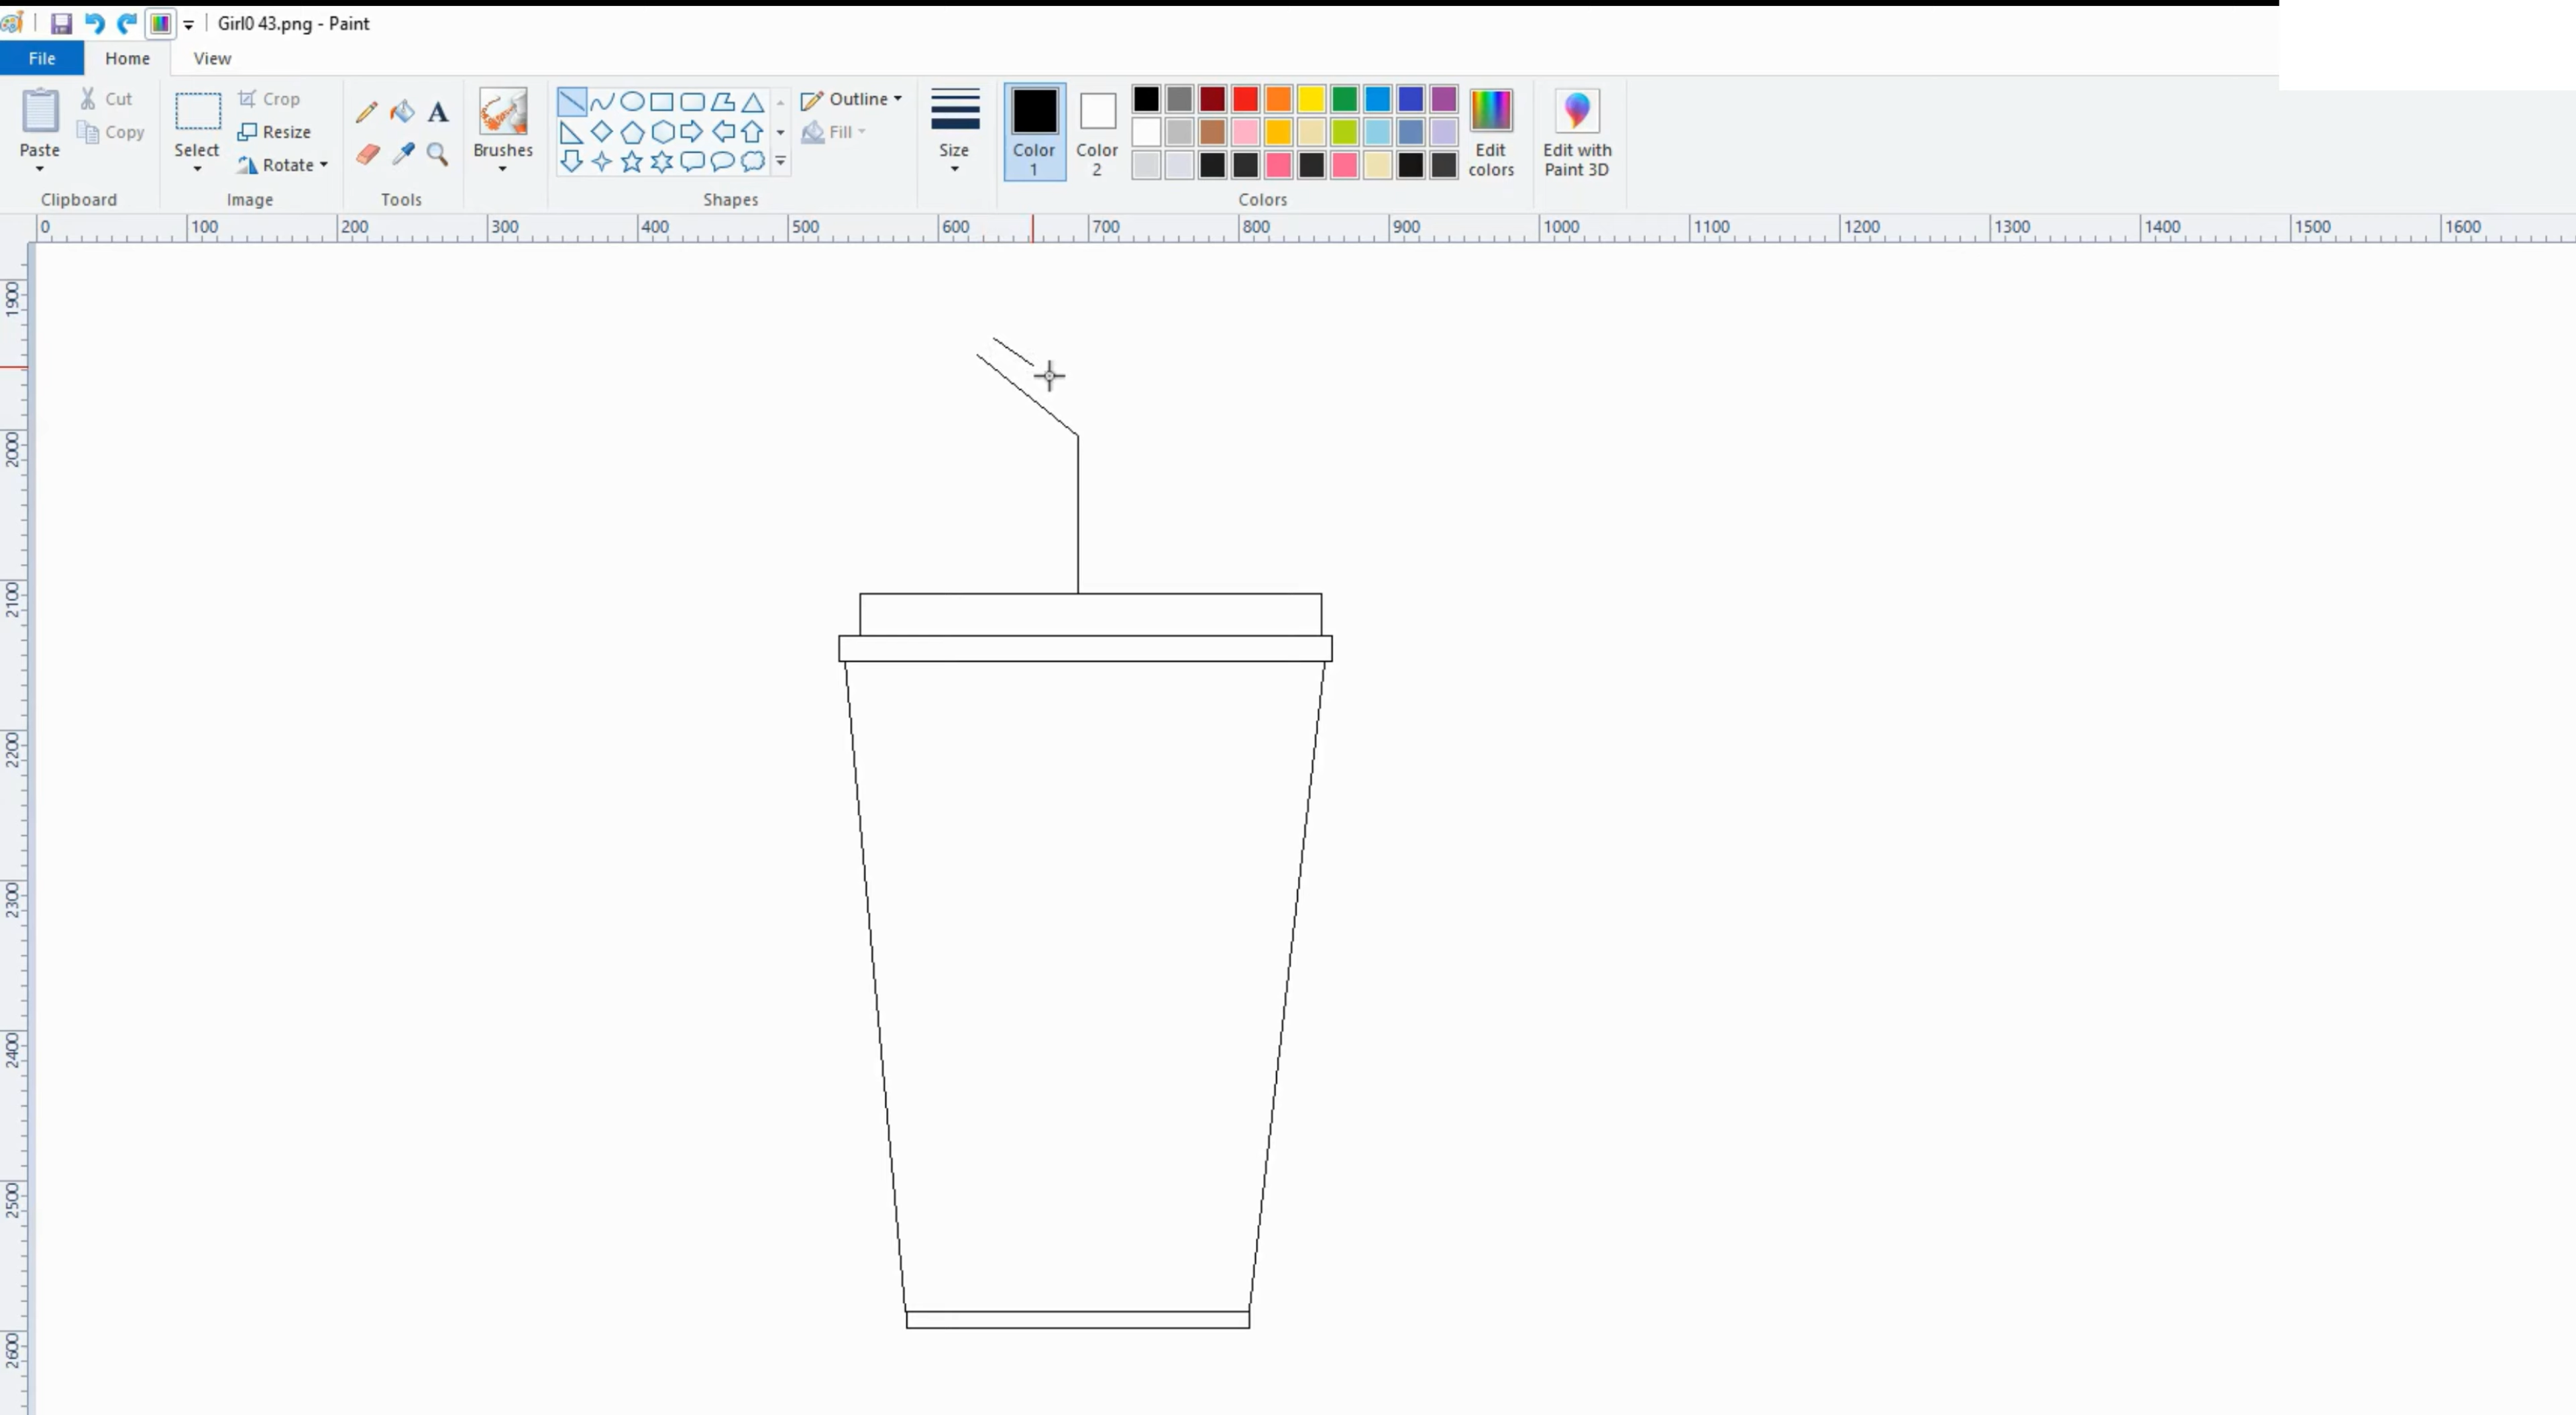 Girl0 43.png - Paint
File Home View
Paste Cut Copy Select Crop Resize Rotate Brushes Outline Fill Size Color 1 Color 2 Edit colors Edit with Paint 3D
Clipboard Image Tools Shapes Colors
0 100 200 300 400 500 600 700 800 900 1000 1100 1200 1300 1400 1500 1600
1900
2000
2100
2200
2300
2400
2500
2600